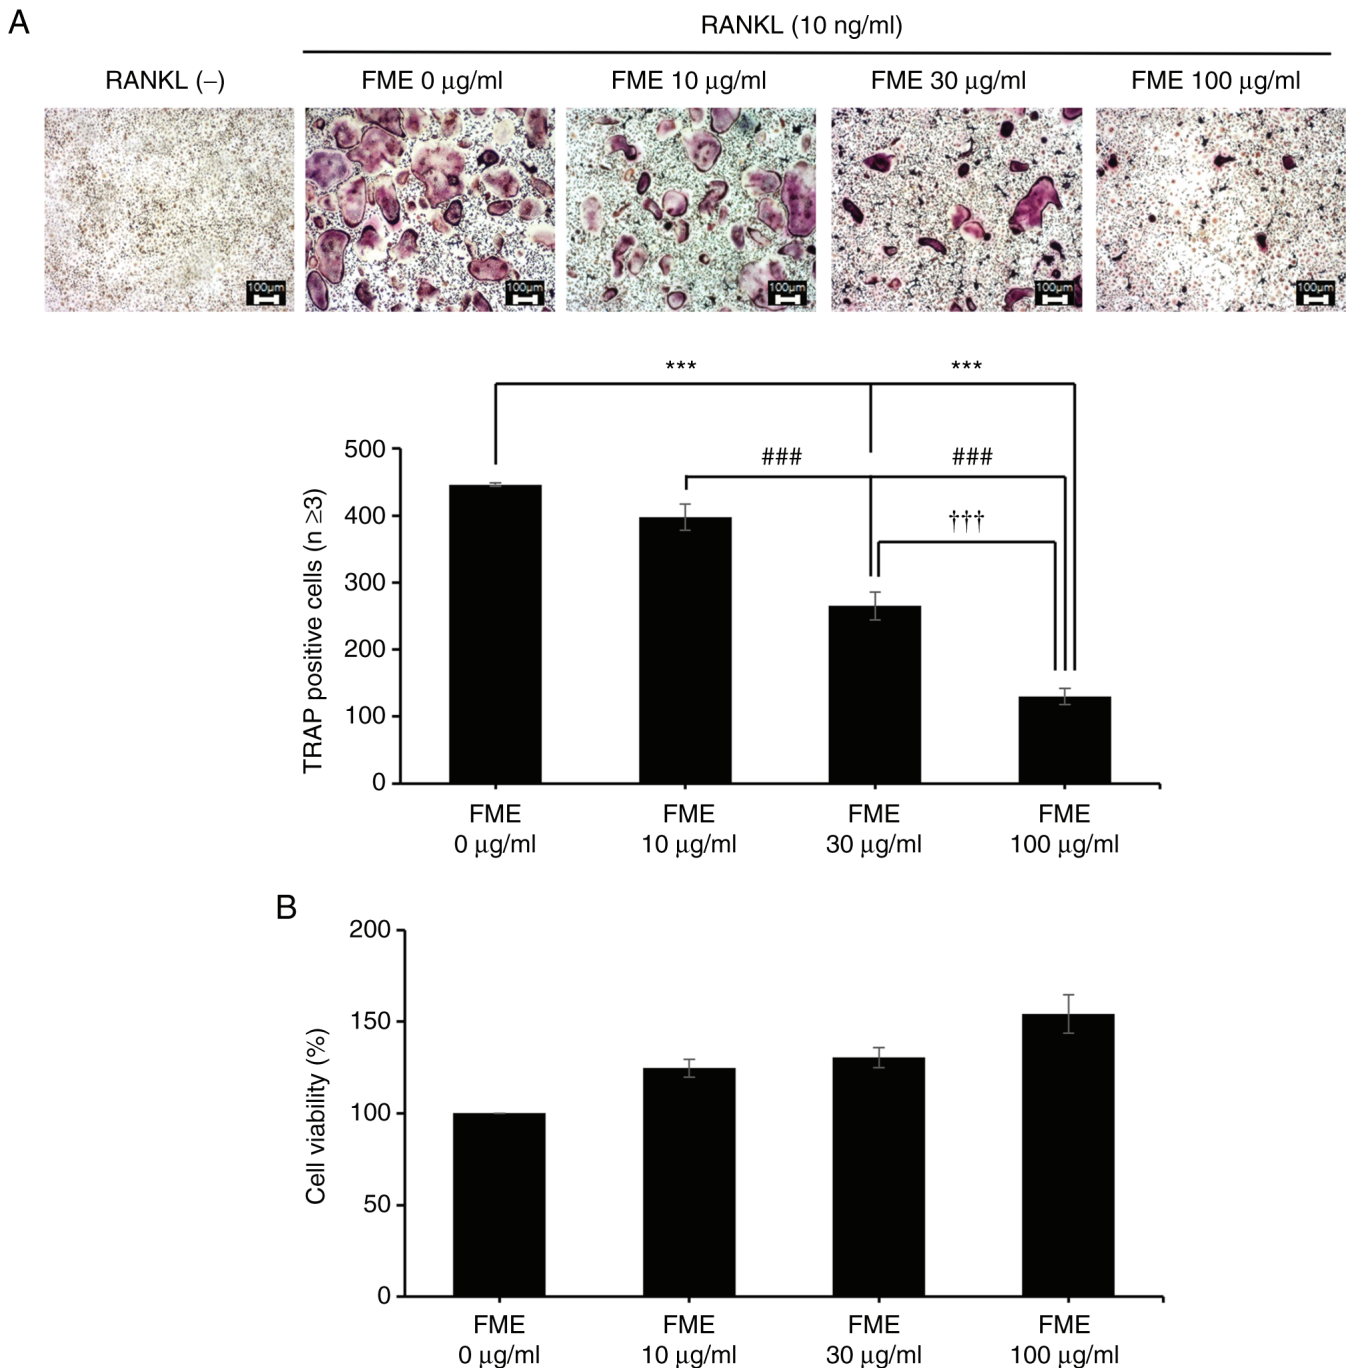 A
RANKL (10 ng/ml)
RANKL (–)
FME 0 μg/ml
FME 10 μg/ml
FME 30 μg/ml
FME 100 μg/ml
100μm
100μm
100μm
100μm
100μm
***
***
###
###
†††
TRAP positive cells (n ≥3)
500
400
300
200
100
0
FME
0 μg/ml
FME
10 μg/ml
FME
30 μg/ml
FME
100 μg/ml
B
Cell viability (%)
200
150
100
50
0
FME
0 μg/ml
FME
10 μg/ml
FME
30 μg/ml
FME
100 μg/ml